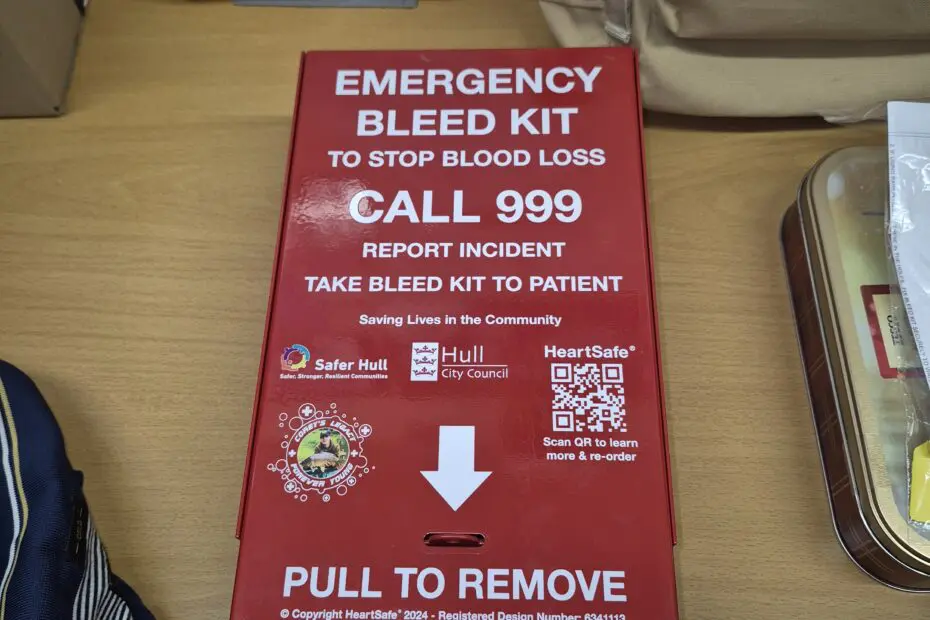 EMERGENCY
BLEED KIT
TO STOP BLOOD LOSS
CALL 999
REPORT INCIDENT
TAKE BLEED KIT TO PATIENT
Saving Lives in the Community
Safer Hull
Safer, Stronger, Resilient Communities
Hull
City Council
HeartSafe®
Scan QR to learn
more & re-order
COREY'S LEGACY
FOREVER YOUNG
PULL TO REMOVE
© Copyright HeartSafe® 2024 - Registered Design Number: 6341113